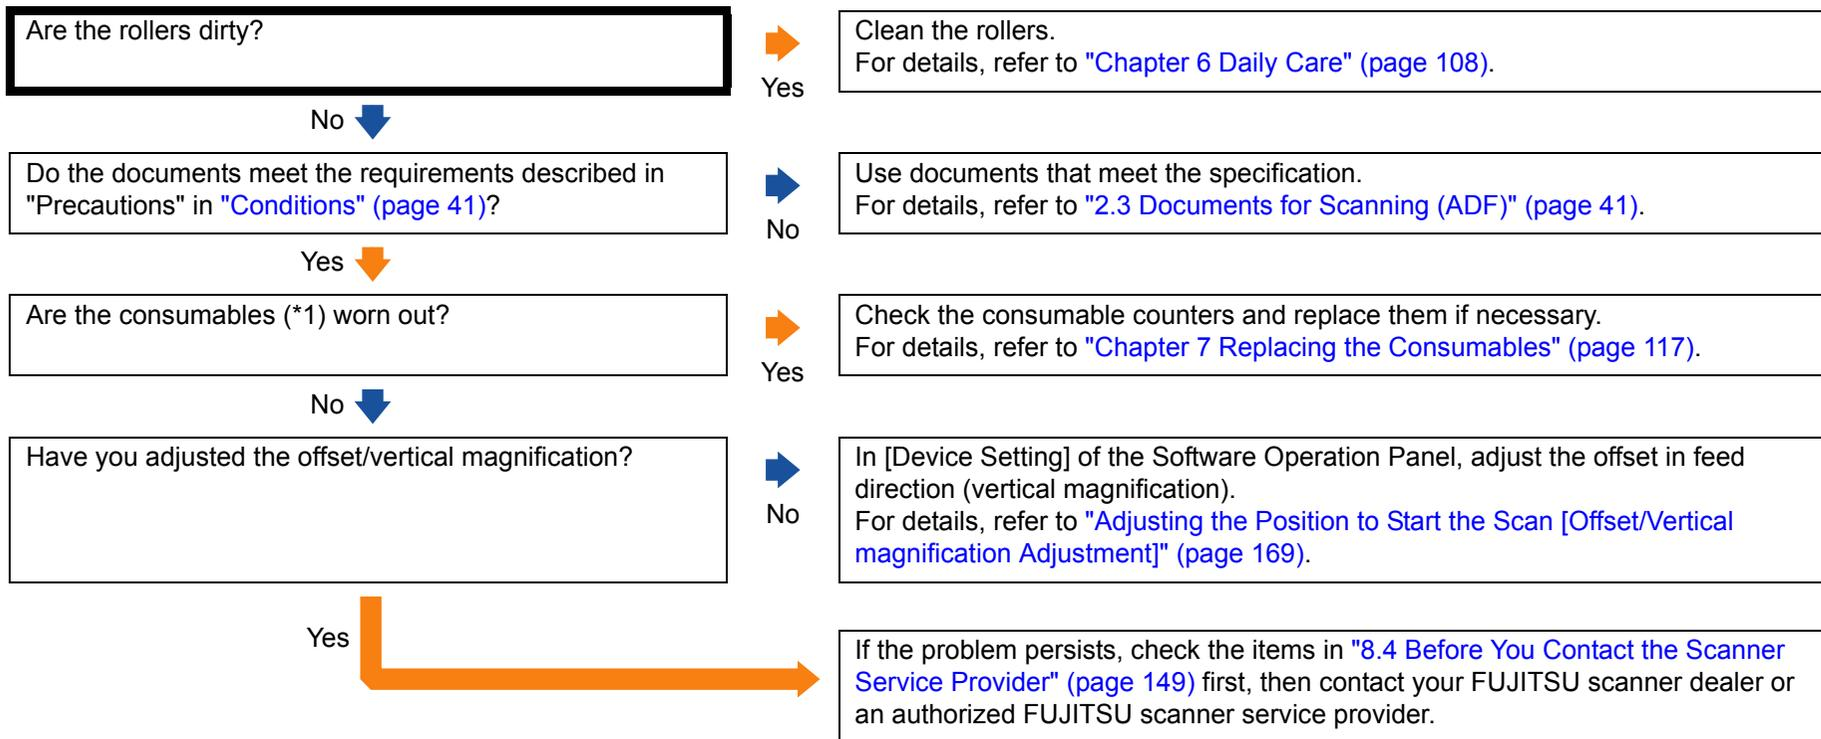 Are the rollers dirty?
Yes
Clean the rollers.
For details, refer to "Chapter 6 Daily Care" (page 108).
No
Do the documents meet the requirements described in
"Precautions" in "Conditions" (page 41)?
No
Use documents that meet the specification.
For details, refer to "2.3 Documents for Scanning (ADF)" (page 41).
Yes
Are the consumables (*1) worn out?
Yes
Check the consumable counters and replace them if necessary.
For details, refer to "Chapter 7 Replacing the Consumables" (page 117).
No
Have you adjusted the offset/vertical magnification?
No
In [Device Setting] of the Software Operation Panel, adjust the offset in feed
direction (vertical magnification).
For details, refer to "Adjusting the Position to Start the Scan [Offset/Vertical
magnification Adjustment]" (page 169).
Yes
If the problem persists, check the items in "8.4 Before You Contact the Scanner
Service Provider" (page 149) first, then contact your FUJITSU scanner dealer or
an authorized FUJITSU scanner service provider.